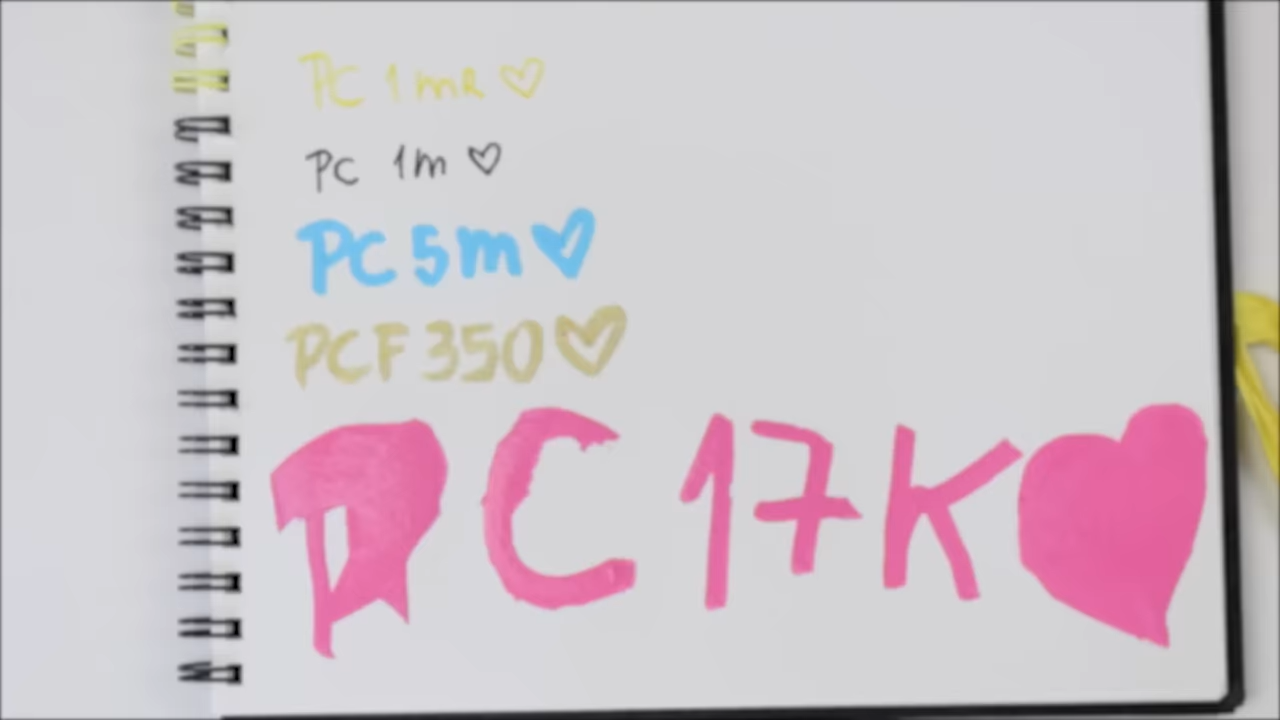 PC 1mR ♡
PC 1m ♡
PC 5m ♡
PCF 350 ♡
PC 17K ♥